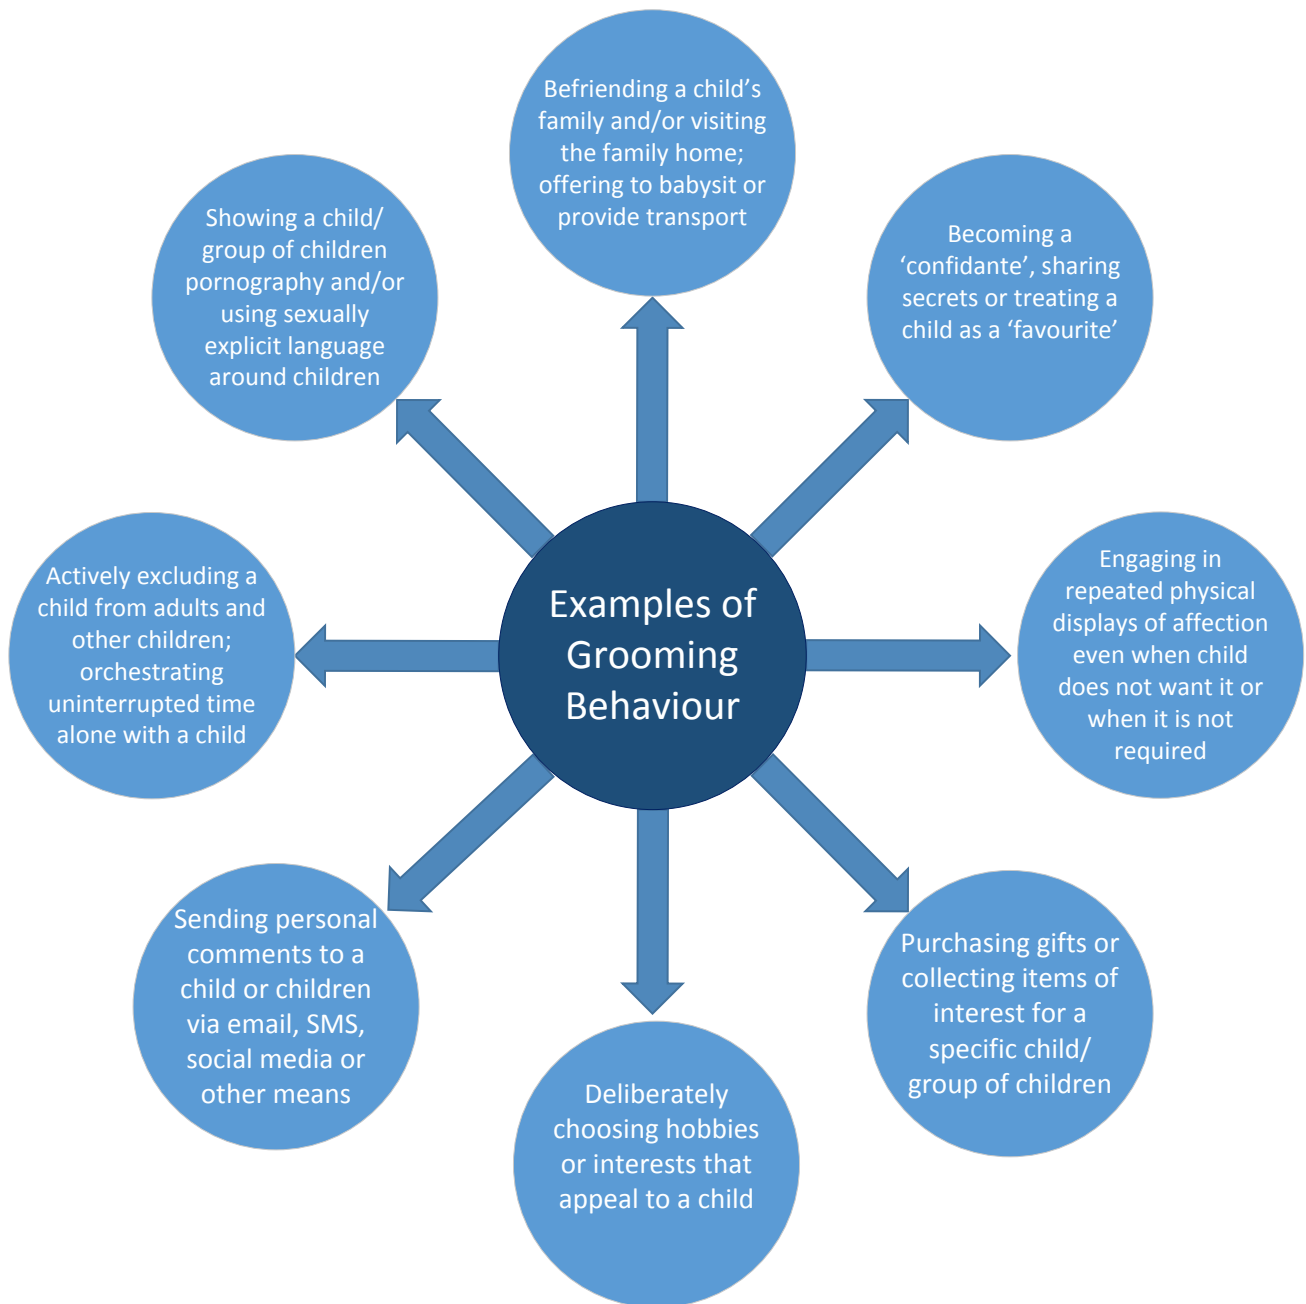 Befriending a child’s
family and/or visiting
the family home;
offering to babysit or
provide transport
Becoming a
‘confidante’, sharing
secrets or treating a
child as a ‘favourite’
Engaging in
repeated physical
displays of affection
even when child
does not want it or
when it is not
required
Purchasing gifts or
collecting items of
interest for a
specific child/
group of children
Deliberately
choosing hobbies
or interests that
appeal to a child
Sending personal
comments to a
child or children
via email, SMS,
social media or
other means
Actively excluding a
child from adults and
other children;
orchestrating
uninterrupted time
alone with a child
Showing a child/
group of children
pornography and/or
using sexually
explicit language
around children
Examples of
Grooming
Behaviour